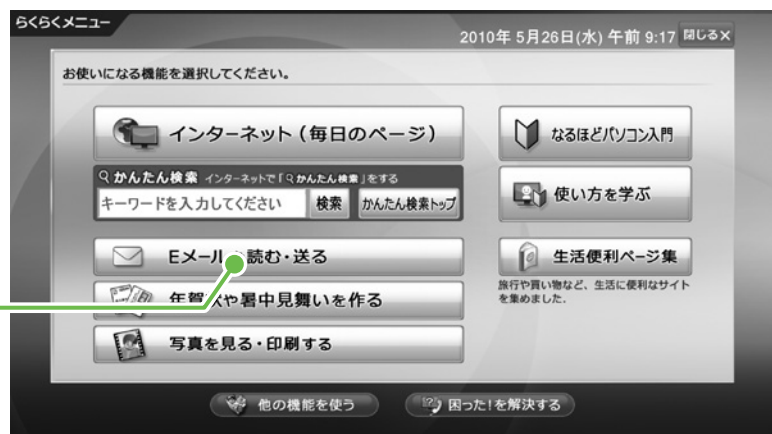 らくらくメニュー
2010年 5月26日(水) 午前 9:17 閉じる×
お使いになる機能を選択してください。
インターネット(毎日のページ)
かんたん検索 インターネットで「かんたん検索」をする
キーワードを入力してください 検索 かんたん検索トップ
Eメールを読む・送る
年賀状や暑中見舞いを作る
写真を見る・印刷する
なるほどパソコン入門
使い方を学ぶ
生活便利ページ集
旅行や買い物など、生活に便利なサイト
を集めました.
他の機能を使う
困った!を解決する